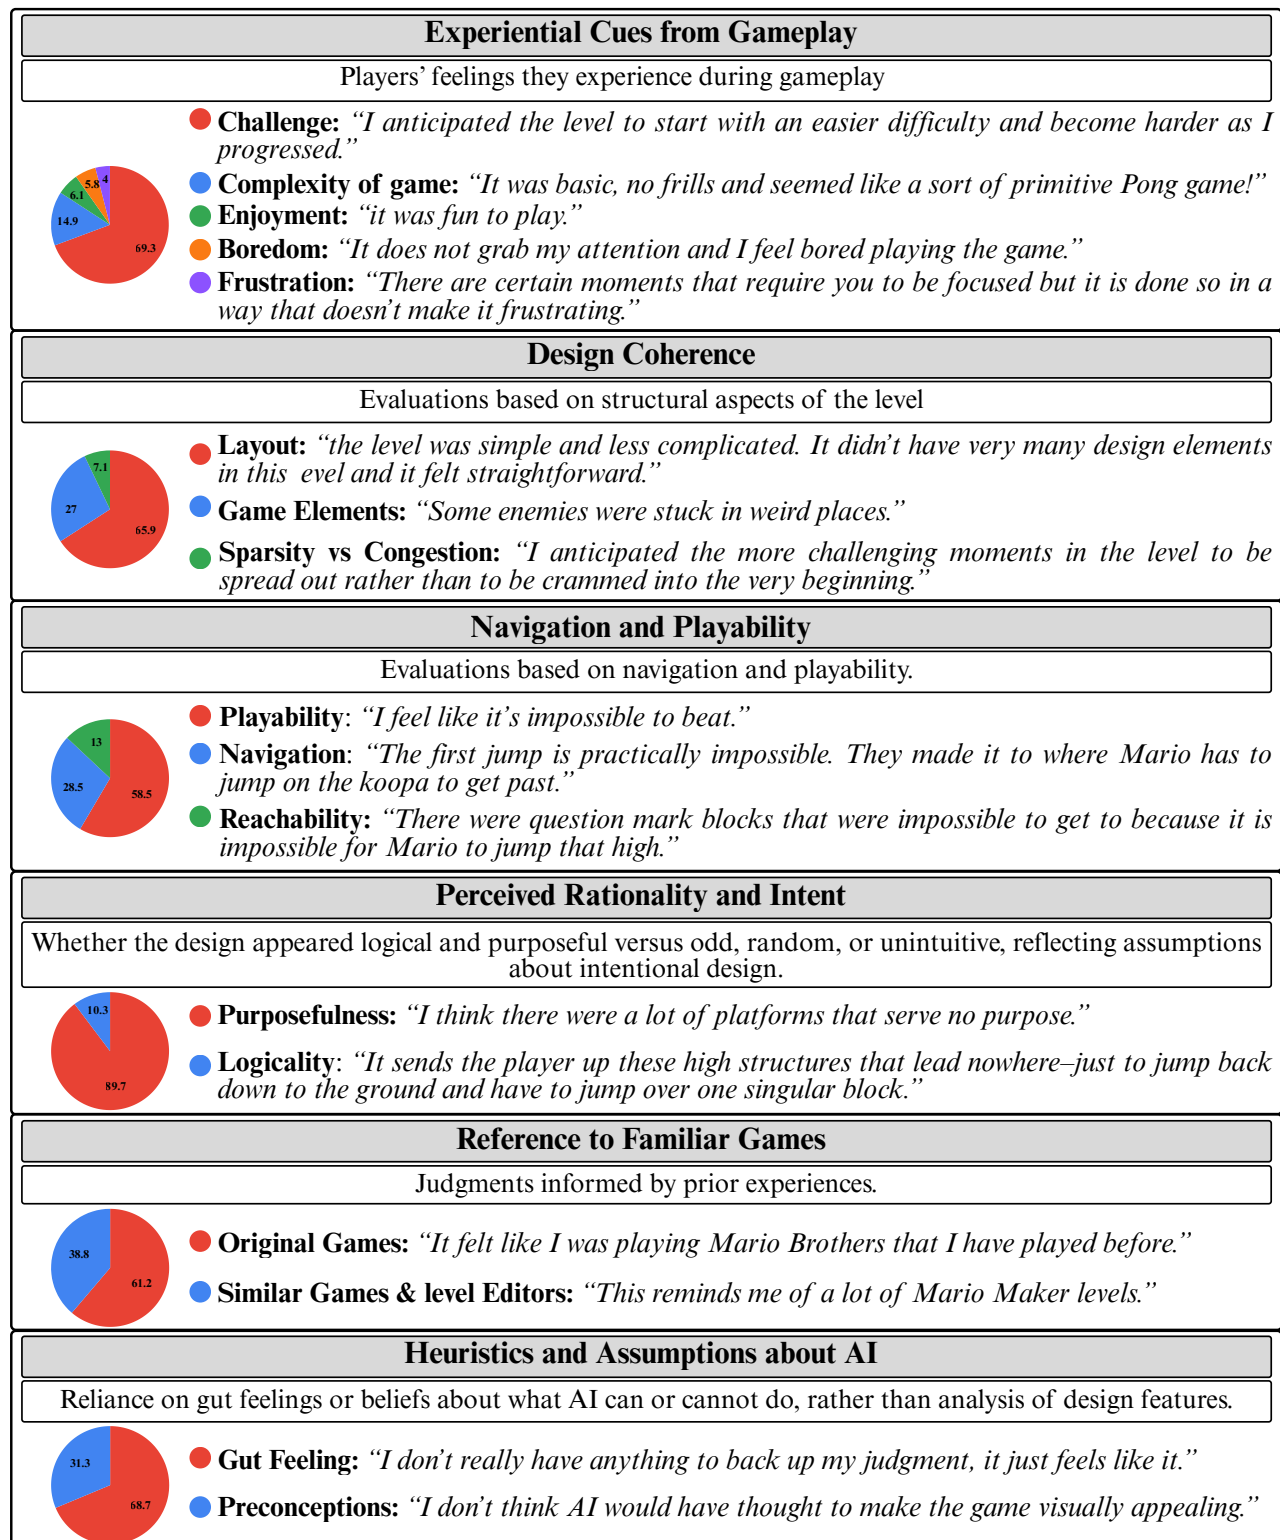 Experiential Cues from Gameplay
Players' feelings they experience during gameplay
Challenge: "I anticipated the level to start with an easier difficulty and become harder as I
progressed."
Complexity of game: "It was basic, no frills and seemed like a sort of primitive Pong game!"
Enjoyment: "it was fun to play."
Boredom: "It does not grab my attention and I feel bored playing the game."
Frustration: "There are certain moments that require you to be focused but it is done so in a
way that doesn't make it frustrating."
4
5.8
6.1
14.9
69.3
Design Coherence
Evaluations based on structural aspects of the level
Layout: "the level was simple and less complicated. It didn't have very many design elements
in this evel and it felt straightforward."
Game Elements: "Some enemies were stuck in weird places."
Sparsity vs Congestion: "I anticipated the more challenging moments in the level to be
spread out rather than to be crammed into the very beginning."
7.1
27
65.9
Navigation and Playability
Evaluations based on navigation and playability.
Playability: "I feel like it's impossible to beat."
Navigation: "The first jump is practically impossible. They made it to where Mario has to
jump on the koopa to get past."
Reachability: "There were question mark blocks that were impossible to get to because it is
impossible for Mario to jump that high."
13
28.5
58.5
Perceived Rationality and Intent
Whether the design appeared logical and purposeful versus odd, random, or unintuitive, reflecting assumptions
about intentional design.
Purposefulness: "I think there were a lot of platforms that serve no purpose."
Logicality: "It sends the player up these high structures that lead nowhere–just to jump back
down to the ground and have to jump over one singular block."
10.3
89.7
Reference to Familiar Games
Judgments informed by prior experiences.
Original Games: "It felt like I was playing Mario Brothers that I have played before."
Similar Games & level Editors: "This reminds me of a lot of Mario Maker levels."
38.8
61.2
Heuristics and Assumptions about AI
Reliance on gut feelings or beliefs about what AI can or cannot do, rather than analysis of design features.
Gut Feeling: "I don't really have anything to back up my judgment, it just feels like it."
Preconceptions: "I don't think AI would have thought to make the game visually appealing."
31.3
68.7